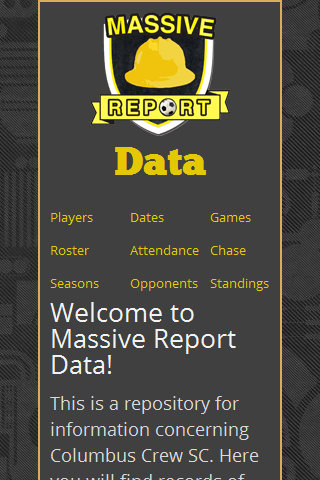 MASSIVE
REPORT
Data
Players Dates Games
Roster Attendance Chase
Seasons Opponents Standings
Welcome to
Massive Report
Data!
This is a repository for
information concerning
Columbus Crew SC. Here
you will find records of